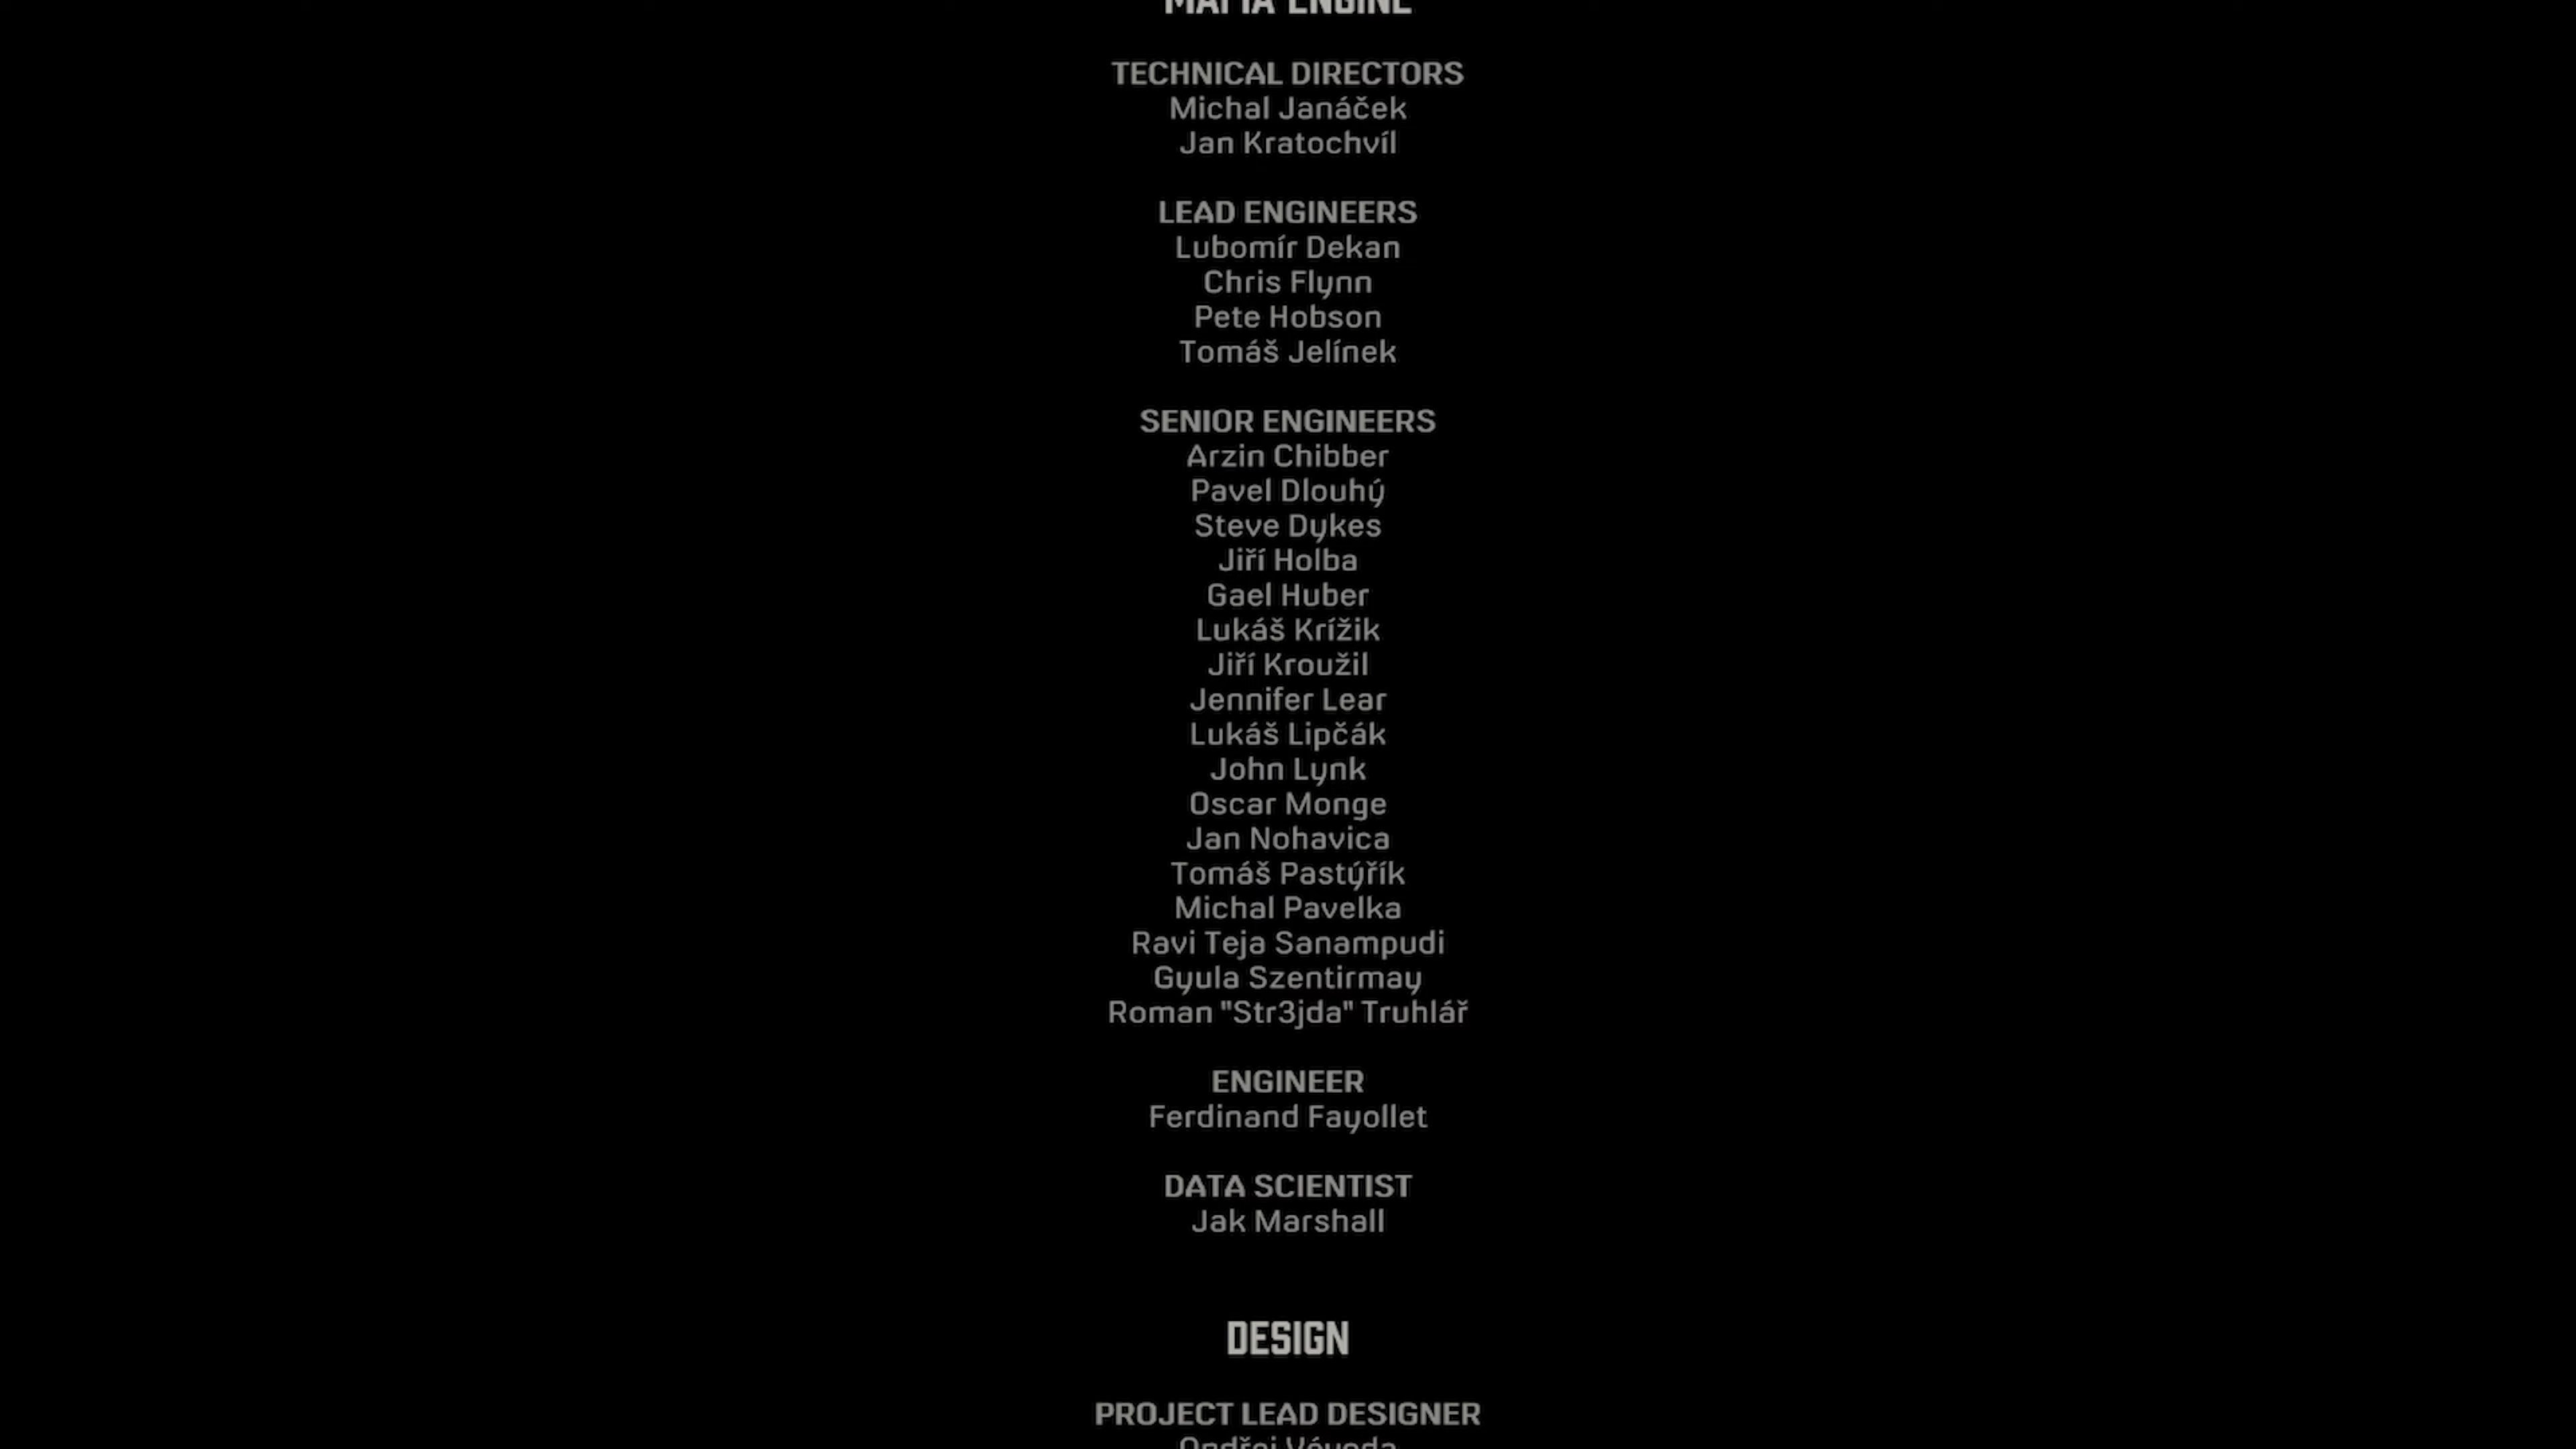 MAFIA ENGINE
TECHNICAL DIRECTORS
Michal Janáček
Jan Kratochvíl
LEAD ENGINEERS
Lubomír Dekan
Chris Flynn
Pete Hobson
Tomáš Jelínek
SENIOR ENGINEERS
Arzin Chibber
Pavel Dlouhý
Steve Dykes
Jiří Holba
Gael Huber
Lukáš Krížik
Jiří Kroužil
Jennifer Lear
Lukáš Lipčák
John Lynk
Oscar Monge
Jan Nohavica
Tomáš Pastýřík
Michal Pavelka
Ravi Teja Sanampudi
Gyula Szentirmay
Roman "Str3jda" Truhlář
ENGINEER
Ferdinand Fayollet
DATA SCIENTIST
Jak Marshall
DESIGN
PROJECT LEAD DESIGNER
Ondřej